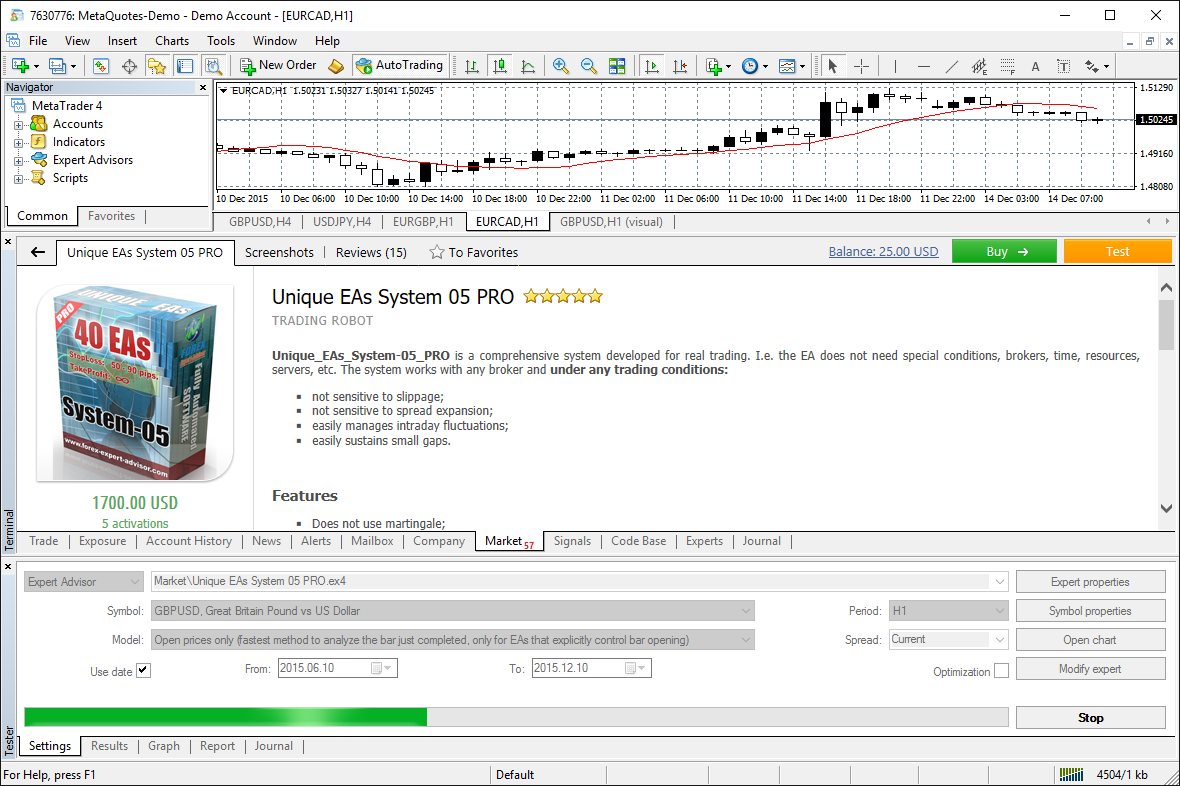 7630776: MetaQuotes-Demo - Demo Account - [EURCAD,H1]
File View Insert Charts Tools Window Help
New Order AutoTrading A T
Navigator
MetaTrader 4
Accounts
Indicators
Expert Advisors
Scripts
Common Favorites
EURCAD,H1 1.50231 1.50327 1.50141 1.50245
1.51290
1.50245
1.49160
1.48080
10 Dec 2015 10 Dec 06:00 10 Dec 10:00 10 Dec 14:00 10 Dec 18:00 10 Dec 22:00 11 Dec 02:00 11 Dec 06:00 11 Dec 10:00 11 Dec 14:00 11 Dec 18:00 11 Dec 22:00 14 Dec 03:00 14 Dec 07:00
GBPUSD,H4 USDJPY,H4 EURGBP,H1 EURCAD,H1 GBPUSD,H1 (visual)
Unique EAs System 05 PRO Screenshots Reviews (15) To Favorites Balance: 25.00 USD Buy → Test
UNIQUE EAS
PRO
40 EAs
StopLoss: 50 - 90 pips.
TakeProfit:
System-05
Fully Automated
SOFTWARE
www.forex-expert-advisor.com
1700.00 USD
5 activations
Unique EAs System 05 PRO
TRADING ROBOT
Unique_EAs_System-05_PRO is a comprehensive system developed for real trading. I.e. the EA does not need special conditions, brokers, time, resources,
servers, etc. The system works with any broker and under any trading conditions:
▪ not sensitive to slippage;
▪ not sensitive to spread expansion;
▪ easily manages intraday fluctuations;
▪ easily sustains small gaps.
Features
▪ Does not use martingale;
Terminal
Trade Exposure Account History News Alerts Mailbox Company Market 57 Signals Code Base Experts Journal
Expert Advisor Market\Unique EAs System 05 PRO.ex4 Expert properties
Symbol: GBPUSD, Great Britain Pound vs US Dollar Period: H1 Symbol properties
Model: Open prices only (fastest method to analyze the bar just completed, only for EAs that explicitly control bar opening) Spread: Current Open chart
Use date From: 2015.06.10 To: 2015.12.10 Optimization Modify expert
Stop
Tester
Settings Results Graph Report Journal
For Help, press F1 Default 4504/1 kb